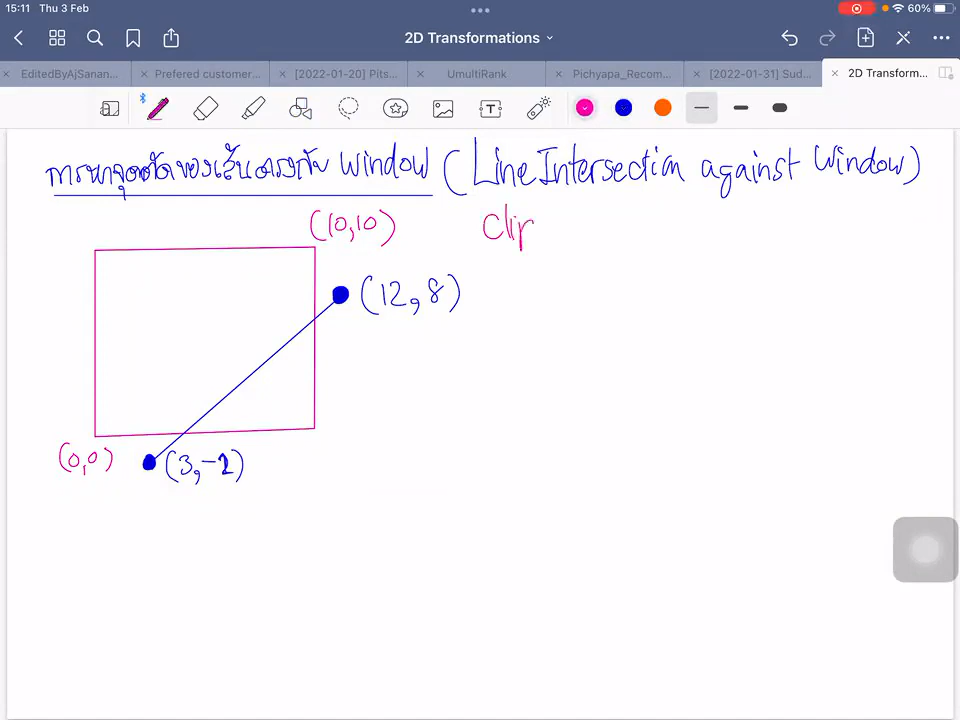 15:11 Thu 3 Feb
60%
2D Transformations
EditedByAjSanan...
Prefered customer...
[2022-01-20] Pits...
UmultiRank
Pichyapa_Recom...
[2022-01-31] Sud...
2D Transform...
การหาจุดตัดของเส้นตรงกับ Window (Line Intersection against Window)
(10,10)
Clip
(12,8)
(0,0)